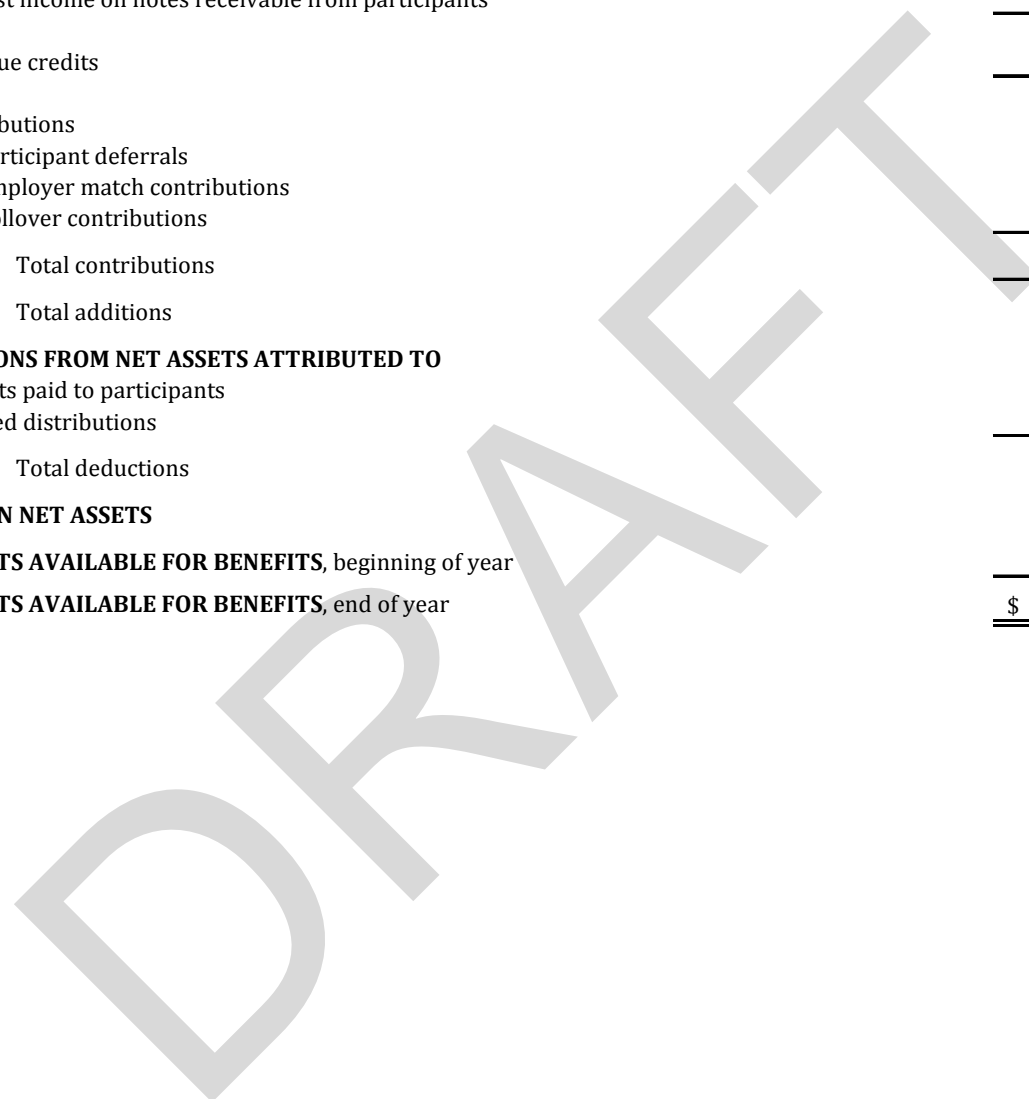 st income on notes receivable from participants
ue credits
butions
rticipant deferrals
mployer match contributions
ollover contributions
Total contributions
Total additions
ONS FROM NET ASSETS ATTRIBUTED TO
ts paid to participants
ed distributions
Total deductions
N NET ASSETS
TS AVAILABLE FOR BENEFITS, beginning of year
TS AVAILABLE FOR BENEFITS, end of year $
DRAFT